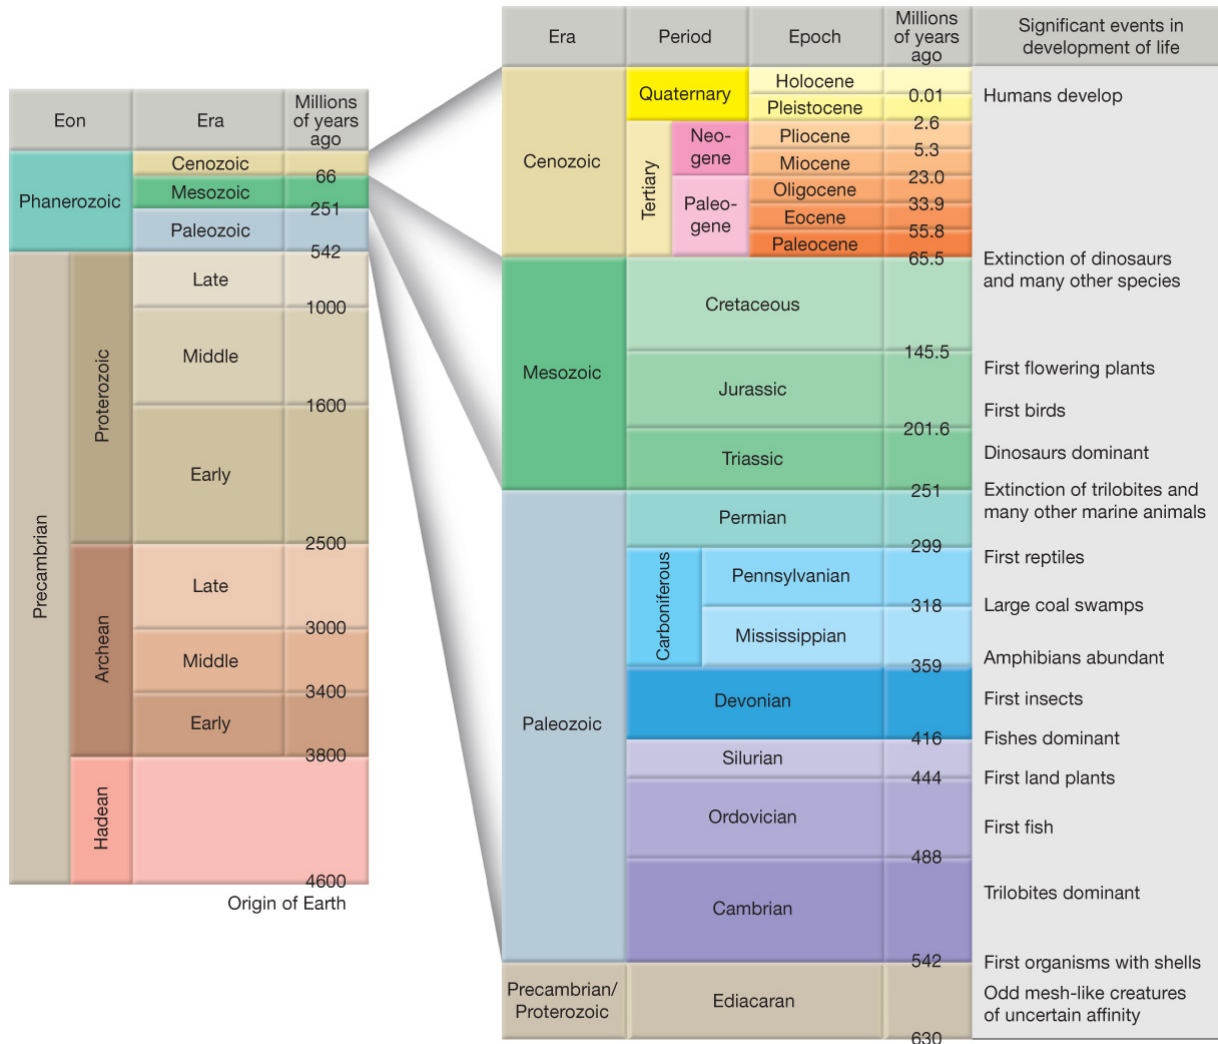 Eon
Era
Millions
of years
ago
Phanerozoic
Cenozoic
66
Mesozoic
251
Paleozoic
542
Precambrian
Proterozoic
Late
1000
Middle
1600
Early
2500
Archean
Late
3000
Middle
3400
Early
3800
Hadean
4600
Origin of Earth
Era
Period
Epoch
Millions
of years
ago
Significant events in
development of life
Cenozoic
Quaternary
Holocene
0.01
Pleistocene
2.6
Humans develop
Tertiary
Neo-
gene
Pliocene
5.3
Miocene
23.0
Paleo-
gene
Oligocene
33.9
Eocene
55.8
Paleocene
65.5
Extinction of dinosaurs
and many other species
Mesozoic
Cretaceous
145.5
First flowering plants
Jurassic
First birds
201.6
Triassic
Dinosaurs dominant
251
Extinction of trilobites and
many other marine animals
Paleozoic
Permian
299
First reptiles
Carboniferous
Pennsylvanian
318
Large coal swamps
Mississippian
359
Amphibians abundant
Devonian
First insects
416
Fishes dominant
Silurian
444
First land plants
Ordovician
First fish
488
Cambrian
Trilobites dominant
542
First organisms with shells
Precambrian/
Proterozoic
Ediacaran
Odd mesh-like creatures
of uncertain affinity
630